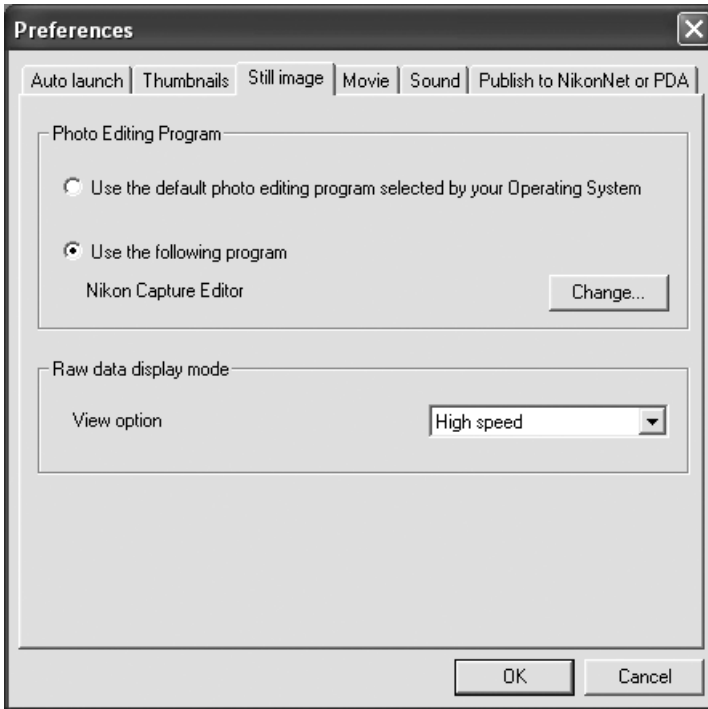 Preferences
Auto launch Thumbnails Still image Movie Sound Publish to NikonNet or PDA
Photo Editing Program
Use the default photo editing program selected by your Operating System
Use the following program
Nikon Capture Editor Change...
Raw data display mode
View option High speed
OK Cancel